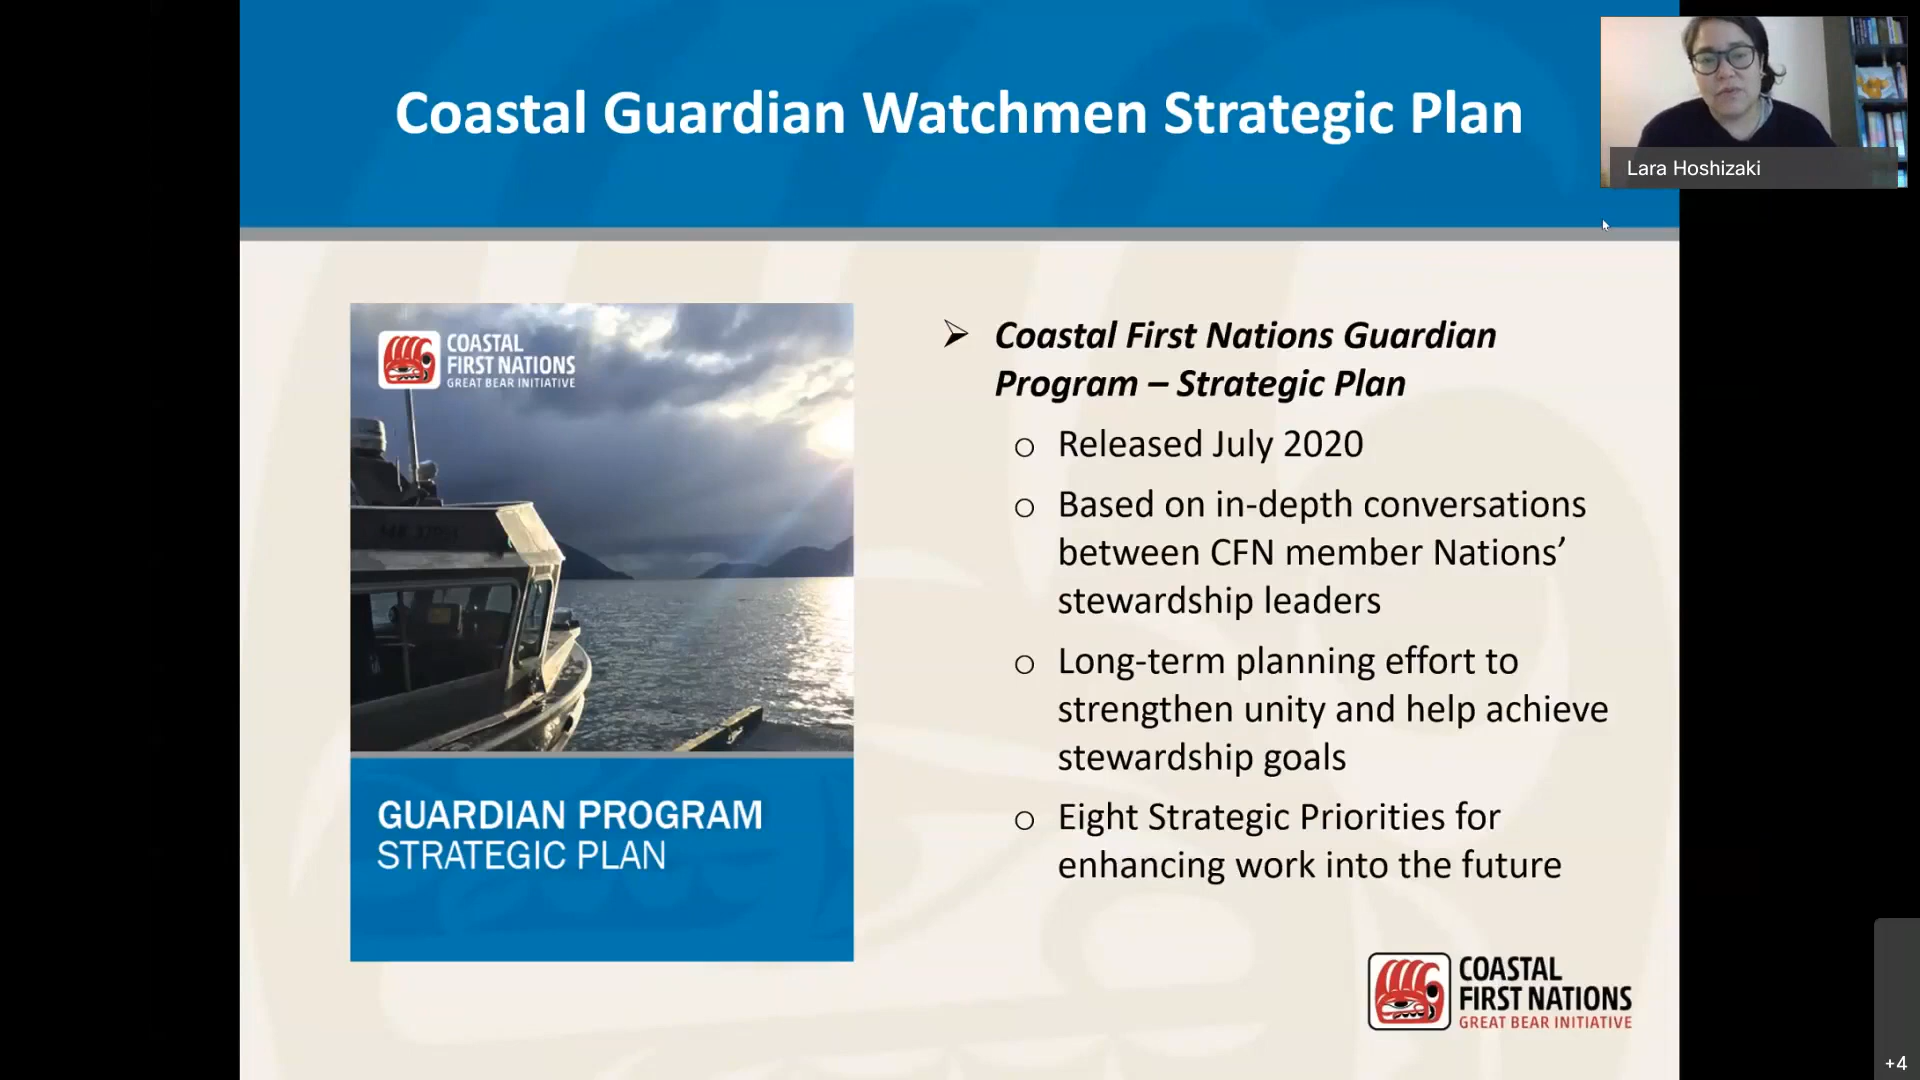 Coastal Guardian Watchmen Strategic Plan
Lara Hoshizaki
COASTAL
FIRST NATIONS
GREAT BEAR INITIATIVE
GUARDIAN PROGRAM
STRATEGIC PLAN
➢ Coastal First Nations Guardian
Program – Strategic Plan
o Released July 2020
o Based on in-depth conversations
between CFN member Nations’
stewardship leaders
o Long-term planning effort to
strengthen unity and help achieve
stewardship goals
o Eight Strategic Priorities for
enhancing work into the future
COASTAL
FIRST NATIONS
GREAT BEAR INITIATIVE
+4